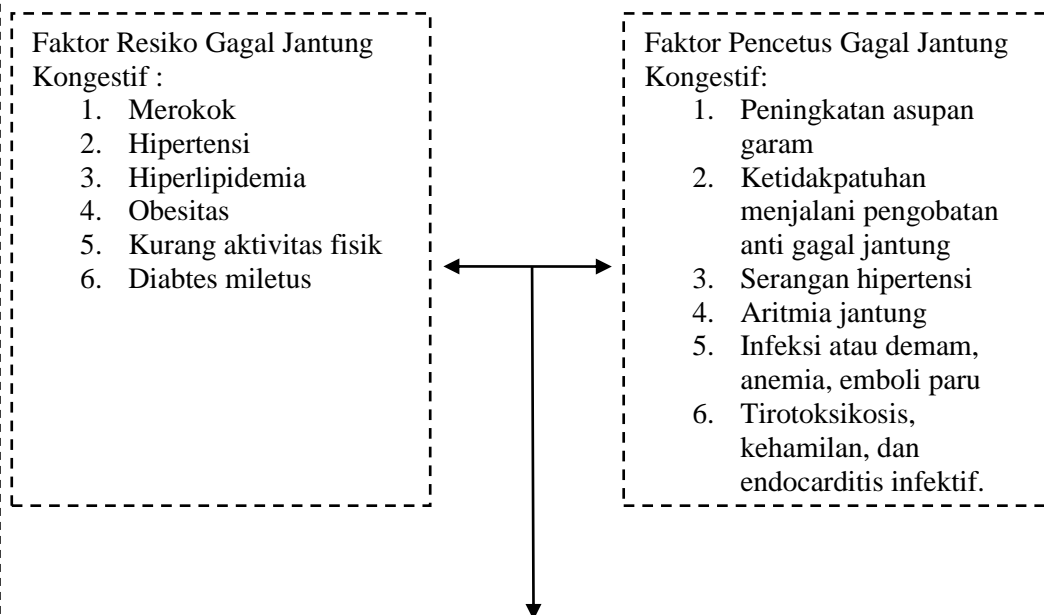 Faktor Resiko Gagal Jantung
Kongestif :
1. Merokok
2. Hipertensi
3. Hiperlipidemia
4. Obesitas
5. Kurang aktivitas fisik
6. Diabtes miletus
Faktor Pencetus Gagal Jantung
Kongestif:
1. Peningkatan asupan
garam
2. Ketidakpatuhan
menjalani pengobatan
anti gagal jantung
3. Serangan hipertensi
4. Aritmia jantung
5. Infeksi atau demam,
anemia, emboli paru
6. Tirotoksikosis,
kehamilan, dan
endocarditis infektif.